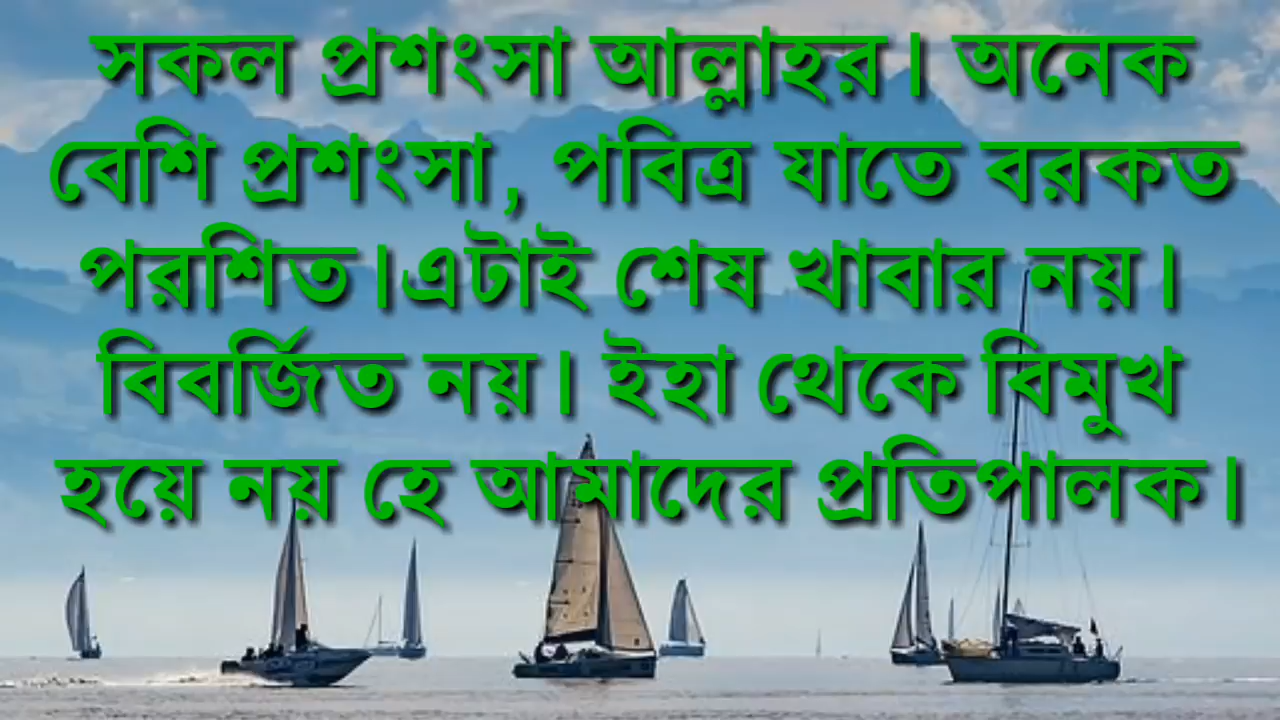 সকল প্রশংসা আল্লাহর। অনেক
বেশি প্রশংসা, পবিত্র যাতে বরকত
পরশিত।এটাই শেষ খাবার নয়।
বিবর্জিত নয়। ইহা থেকে বিমুখ
হয়ে নয় হে আমাদের প্রতিপালক।